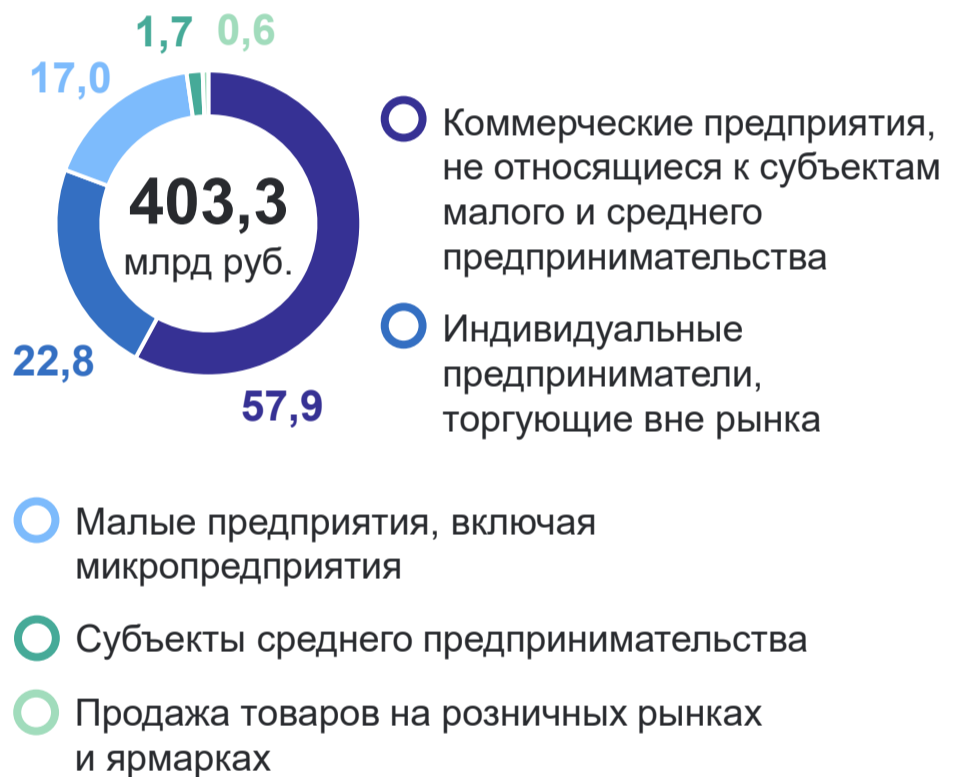 1,7 0,6
17,0
403,3
млрд руб.
22,8
57,9
Коммерческие предприятия,
не относящиеся к субъектам
малого и среднего
предпринимательства
Индивидуальные
предприниматели,
торгующие вне рынка
Малые предприятия, включая
микропредприятия
Субъекты среднего предпринимательства
Продажа товаров на розничных рынках
и ярмарках